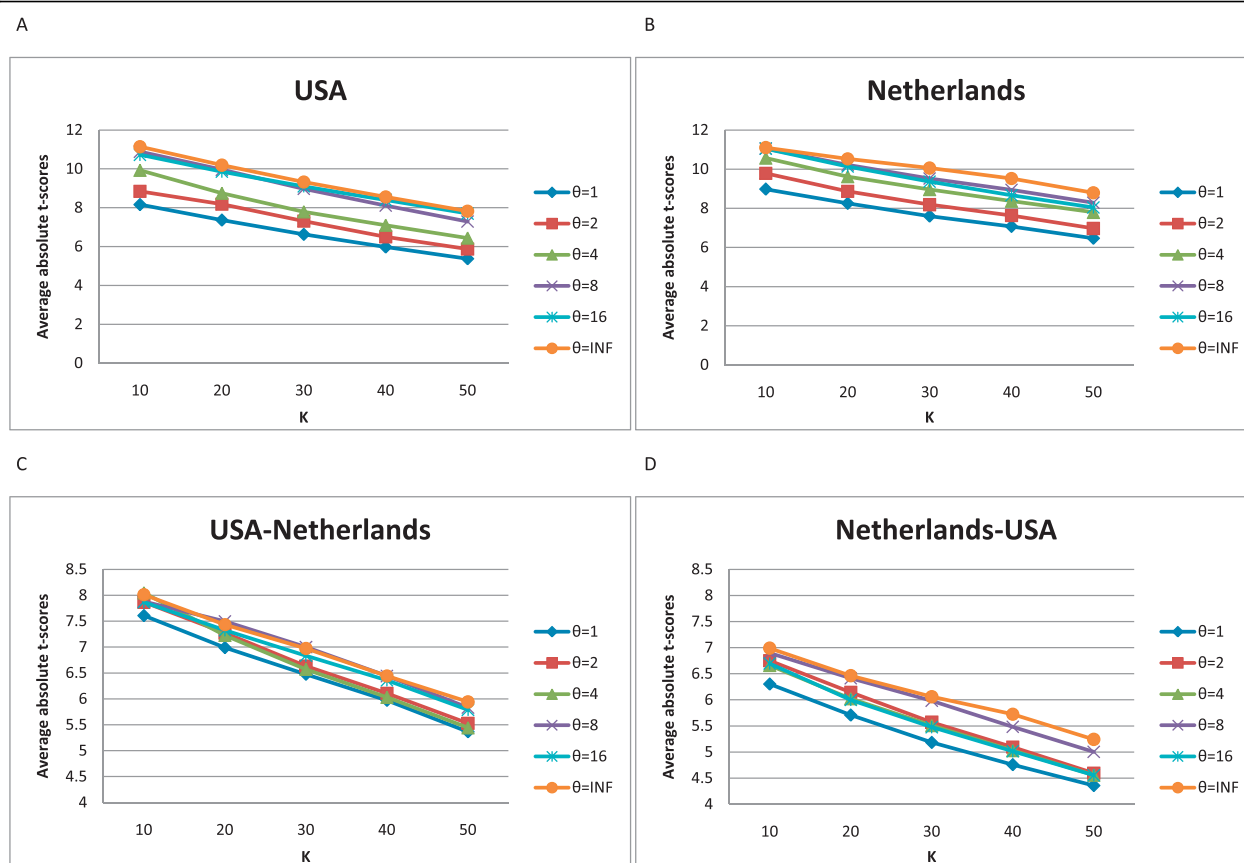 A
USA
Average absolute t-scores
12
10
8
6
4
2
0
10 20 30 40 50
K
θ=1
θ=2
θ=4
θ=8
θ=16
θ=INF
B
Netherlands
Average absolute t-scores
12
10
8
6
4
2
0
10 20 30 40 50
K
θ=1
θ=2
θ=4
θ=8
θ=16
θ=INF
C
USA-Netherlands
Average absolute t-scores
8.5
8
7.5
7
6.5
6
5.5
5
4.5
4
10 20 30 40 50
K
θ=1
θ=2
θ=4
θ=8
θ=16
θ=INF
D
Netherlands-USA
Average absolute t-scores
8.5
8
7.5
7
6.5
6
5.5
5
4.5
4
10 20 30 40 50
K
θ=1
θ=2
θ=4
θ=8
θ=16
θ=INF